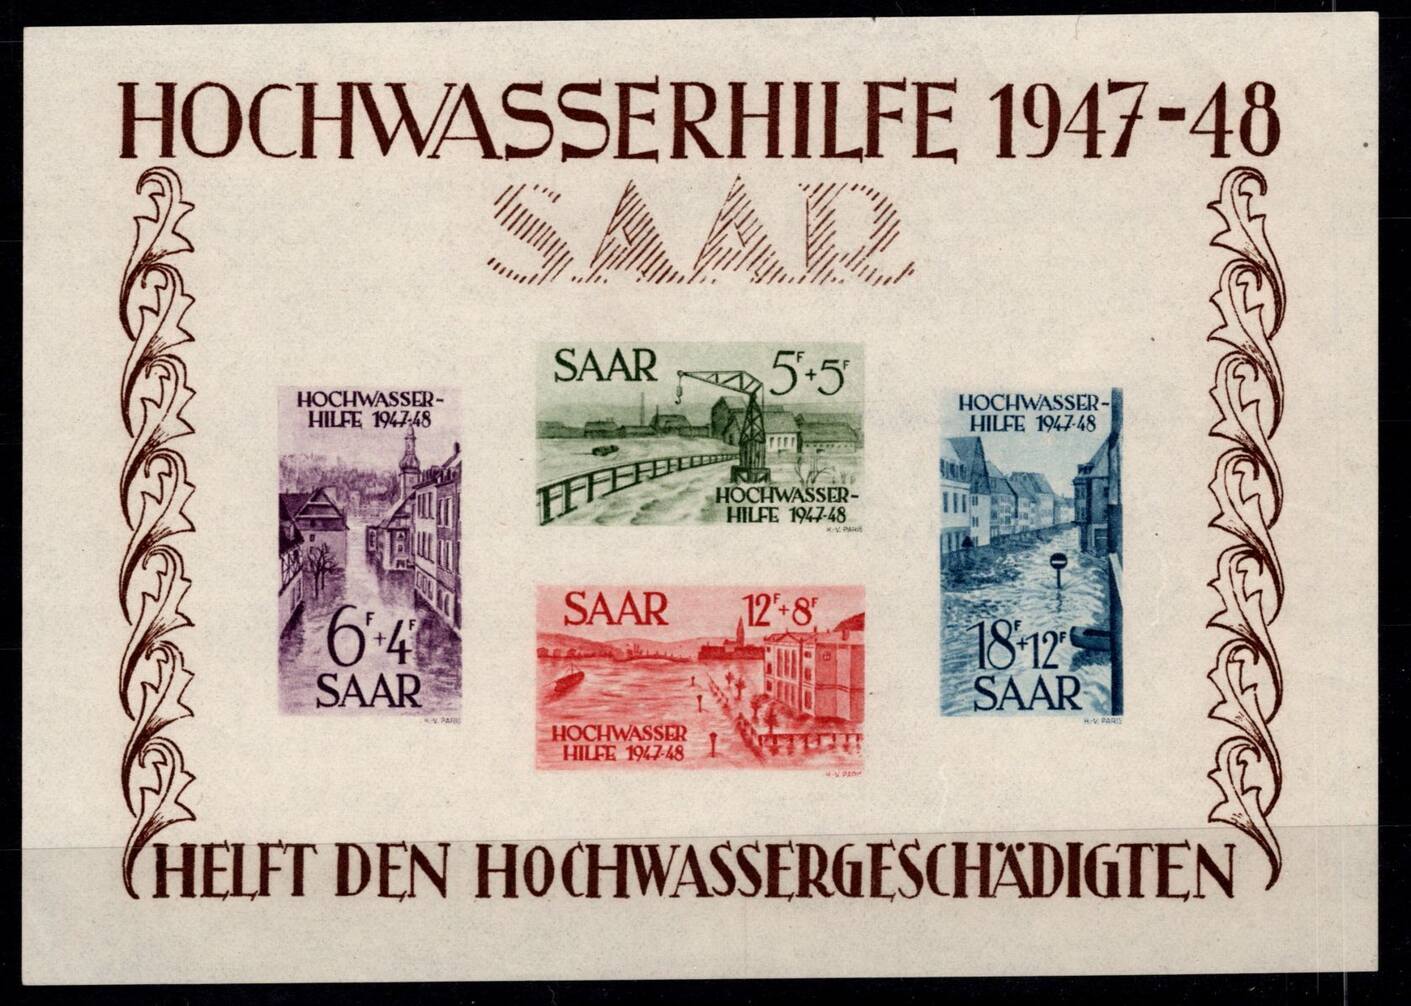 HOCHWASSERHILFE 1947-48
SAAR
HOCHWASSER-
HILFE 1947-48
6F+4F
SAAR
H.-V. PARIS
SAAR 5F+5F
HOCHWASSER-
HILFE 1947-48
H.-V. PARIS
SAAR 12F+8F
HOCHWASSER
HILFE 1947-48
H.-V. PARIS
HOCHWASSER-
HILFE 1947-48
18F+12F
SAAR
H.-V. PARIS
HELFT DEN HOCHWASSERGESCHÄDIGTEN